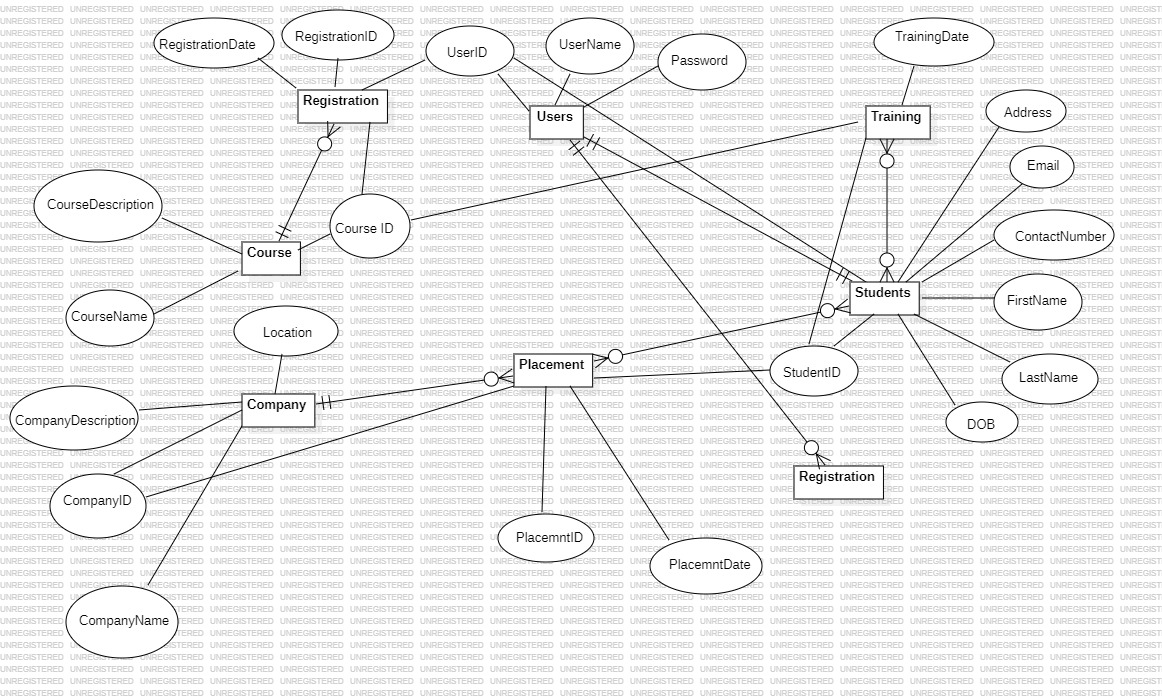 RegistrationDate
RegistrationID
UserID
UserName
Password
TrainingDate
Registration
Users
Training
Address
Email
CourseDescription
Course ID
ContactNumber
Course
Students
FirstName
CourseName
Location
Placement
StudentID
LastName
Company
CompanyDescription
DOB
CompanyID
Registration
PlacemntID
PlacemntDate
CompanyName
UNREGISTERED